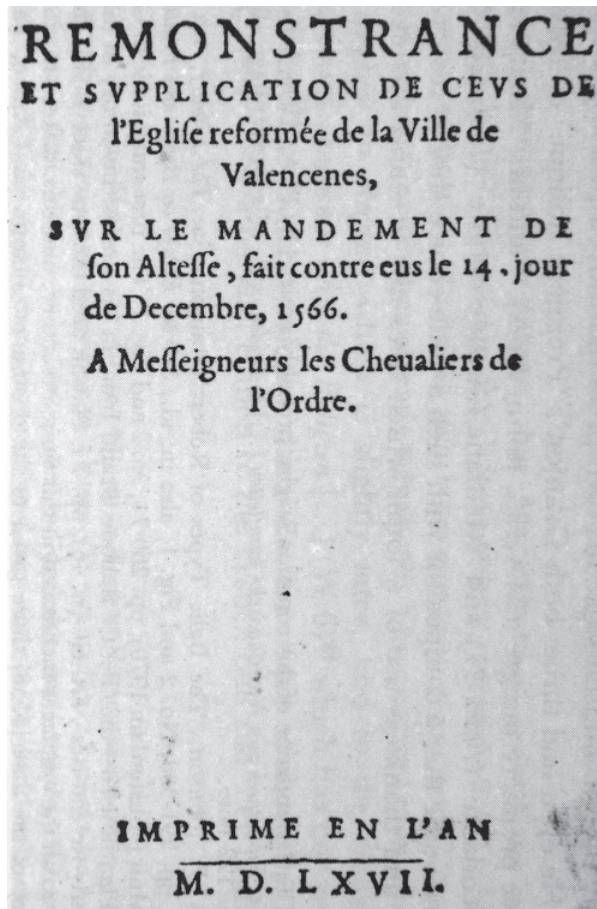 REMONSTRANCE
ET SVPPLICATION DE CEVS DE
l'Egliſe reformée de la Ville de
Valencenes,
SVR LE MANDEMENT DE
ſon Alteſſe, fait contre eus le 14. jour
de Decembre, 1566.
A Meſſeigneurs les Cheualiers de
l'Ordre.
IMPRIME EN L'AN
M. D. LXVII.